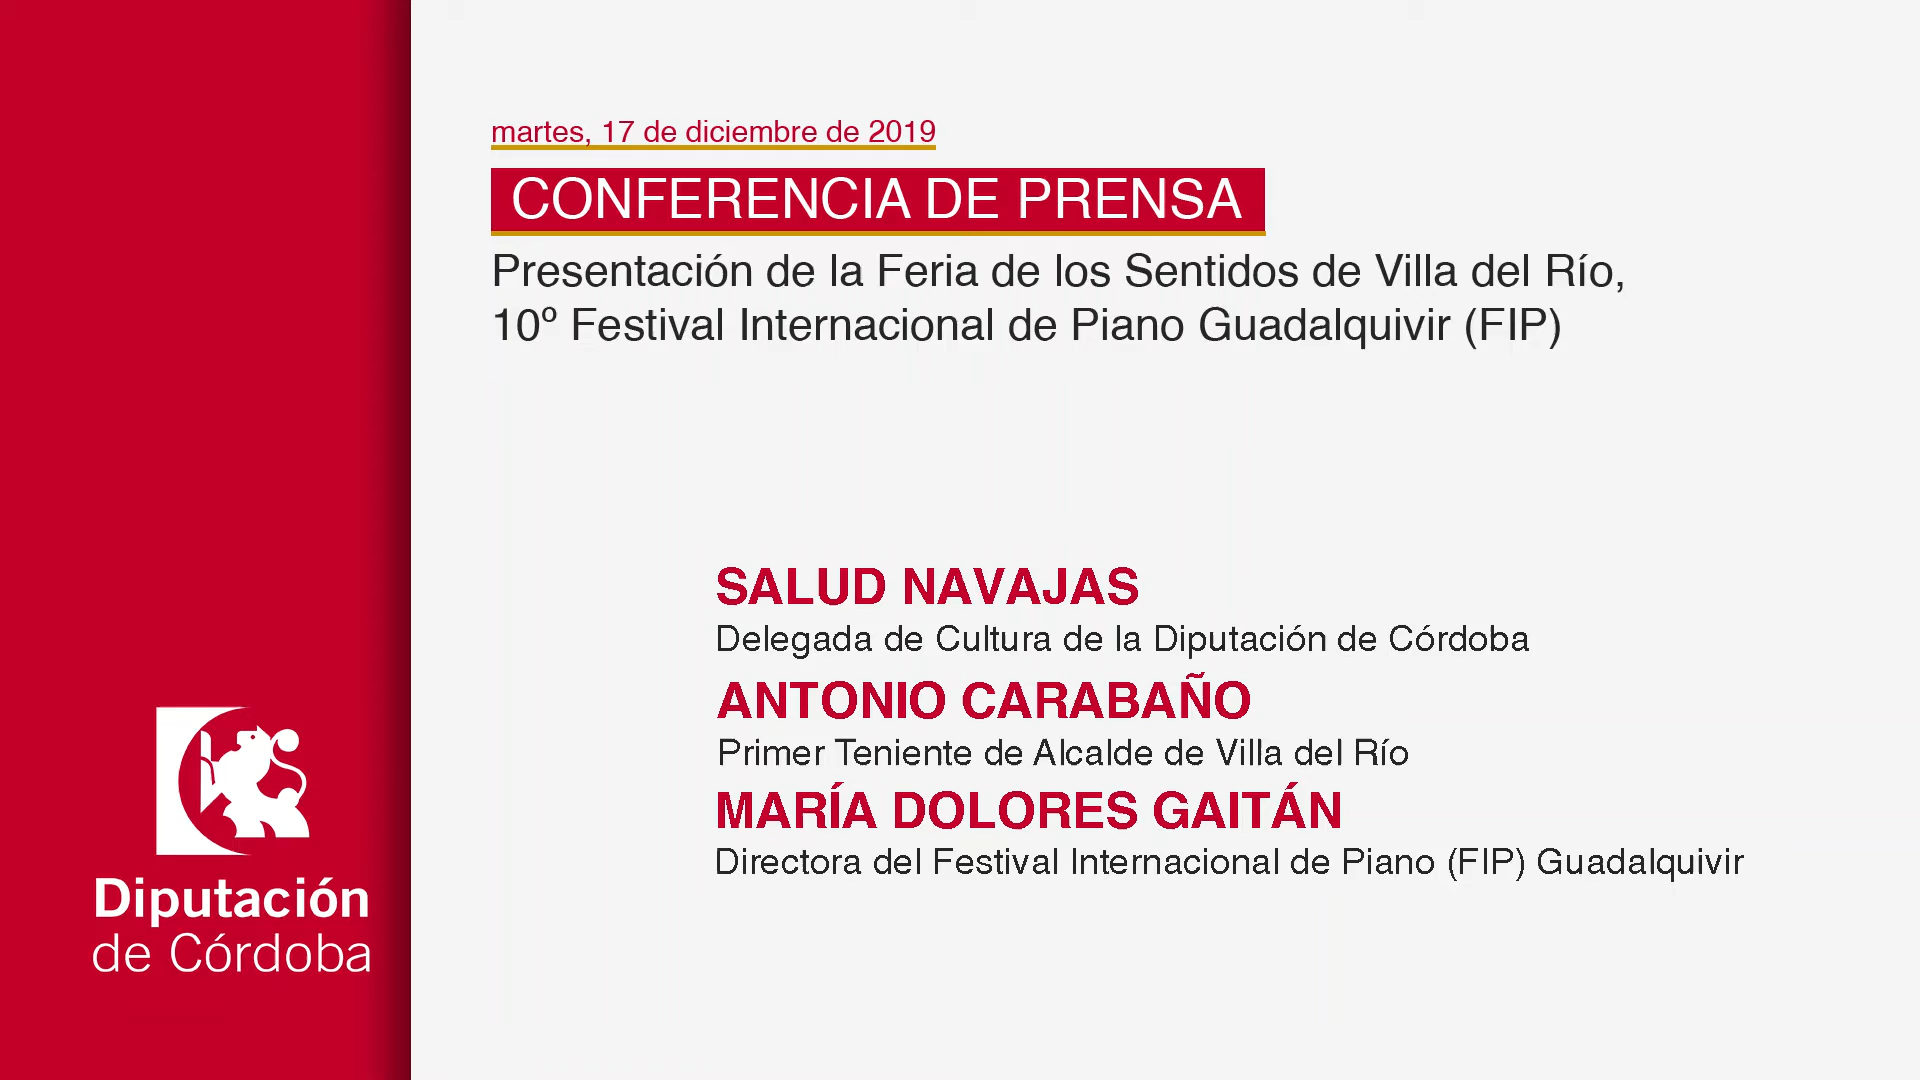 martes, 17 de diciembre de 2019
CONFERENCIA DE PRENSA
Presentación de la Feria de los Sentidos de Villa del Río,
10º Festival Internacional de Piano Guadalquivir (FIP)
SALUD NAVAJAS
Delegada de Cultura de la Diputación de Córdoba
ANTONIO CARABAÑO
Primer Teniente de Alcalde de Villa del Río
MARÍA DOLORES GAITÁN
Directora del Festival Internacional de Piano (FIP) Guadalquivir
Diputación
de Córdoba